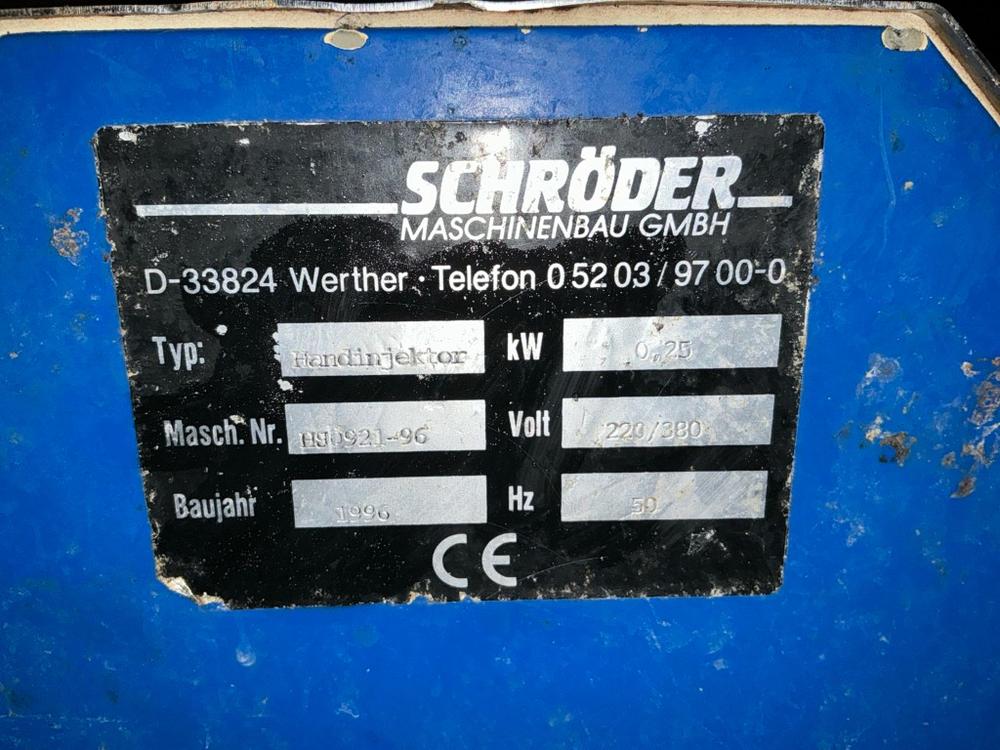 SCHRÖDER
MASCHINENBAU GMBH
D-33824 Werther · Telefon 0 52 03 / 97 00-0
Typ: Handinjektor kW 0,25
Masch. Nr. Volt 220/380
Baujahr 1996 Hz 50
CE